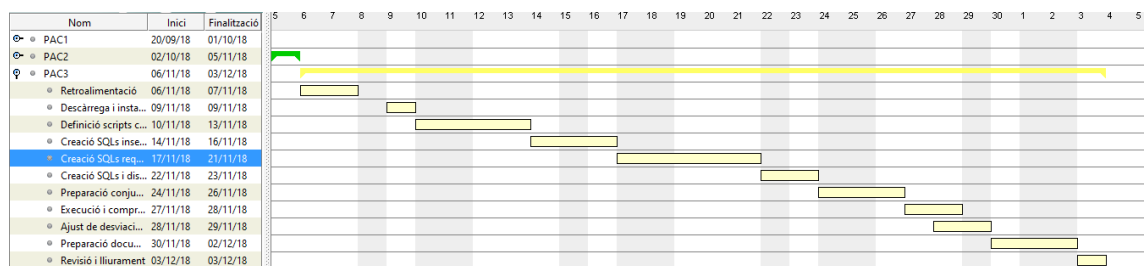 Nom Inici Finalització 5 6 7 8 9 10 11 12 13 14 15 16 17 18 19 20 21 22 23 24 25 26 27 28 29 30 1 2 3 4 5
PAC1 20/09/18 01/10/18
PAC2 02/10/18 05/11/18
PAC3 06/11/18 03/12/18
Retroalimentació 06/11/18 07/11/18
Descàrrega i insta... 09/11/18 09/11/18
Definició scripts c... 10/11/18 13/11/18
Creació SQLs inse... 14/11/18 16/11/18
Creació SQLs req... 17/11/18 21/11/18
Creació SQLs i dis... 22/11/18 23/11/18
Preparació conju... 24/11/18 26/11/18
Execució i compr... 27/11/18 28/11/18
Ajust de desviaci... 28/11/18 29/11/18
Preparació docu... 30/11/18 02/12/18
Revisió i lliurament 03/12/18 03/12/18